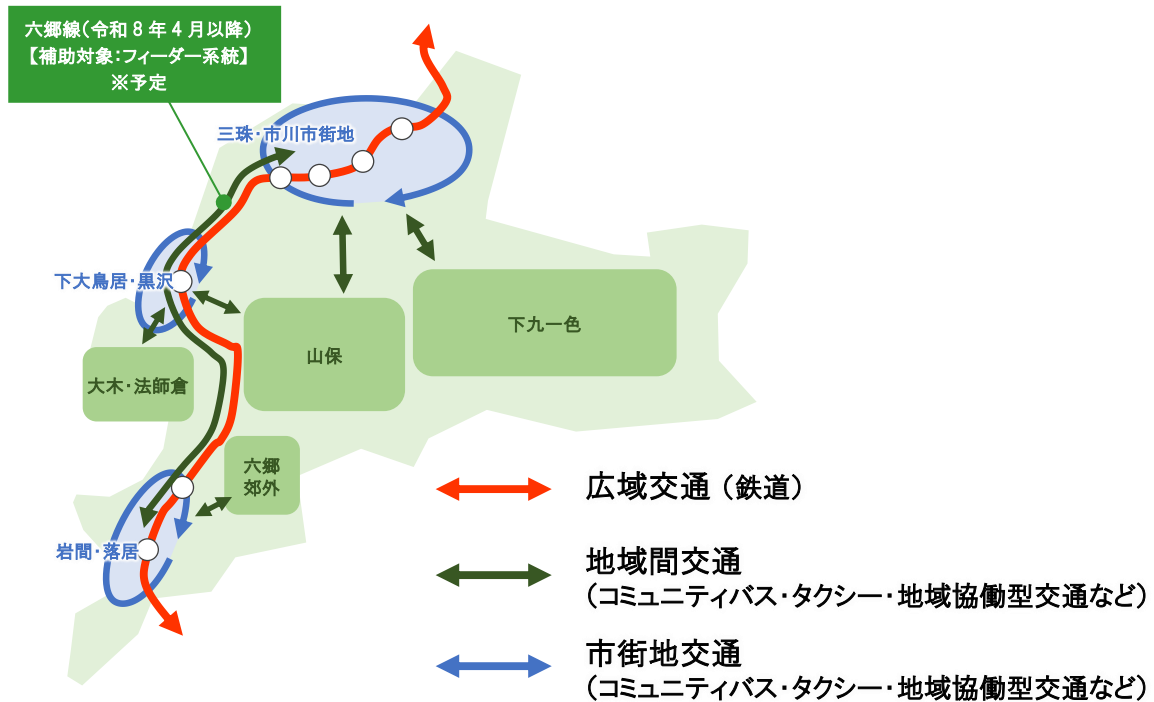 六郷線（令和８年４月以降）
【補助対象：フィーダー系統】
※予定
三珠・市川市街地
下大鳥居・黒沢
下九一色
山保
大木・法師倉
六郷
郊外
岩間・落居
広域交通（鉄道）
地域間交通
（コミュニティバス・タクシー・地域協働型交通など）
市街地交通
（コミュニティバス・タクシー・地域協働型交通など）